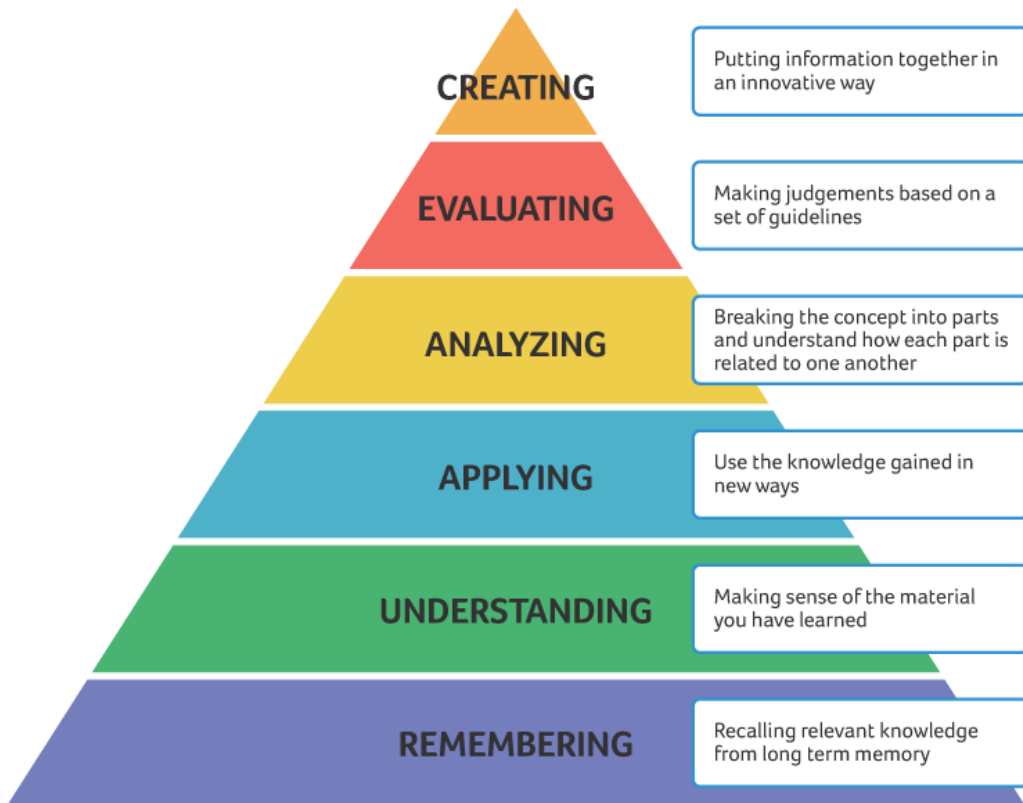 CREATING
Putting information together in
an innovative way
EVALUATING
Making judgements based on a
set of guidelines
ANALYZING
Breaking the concept into parts
and understand how each part is
related to one another
APPLYING
Use the knowledge gained in
new ways
UNDERSTANDING
Making sense of the material
you have learned
REMEMBERING
Recalling relevant knowledge
from long term memory